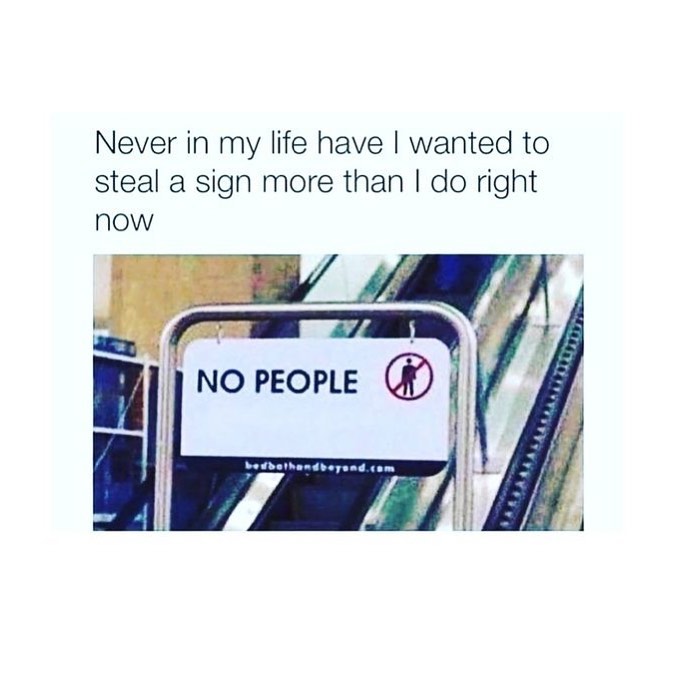 Never in my life have I wanted to
steal a sign more than I do right
now
NO PEOPLE
bedbathandbeyond.com